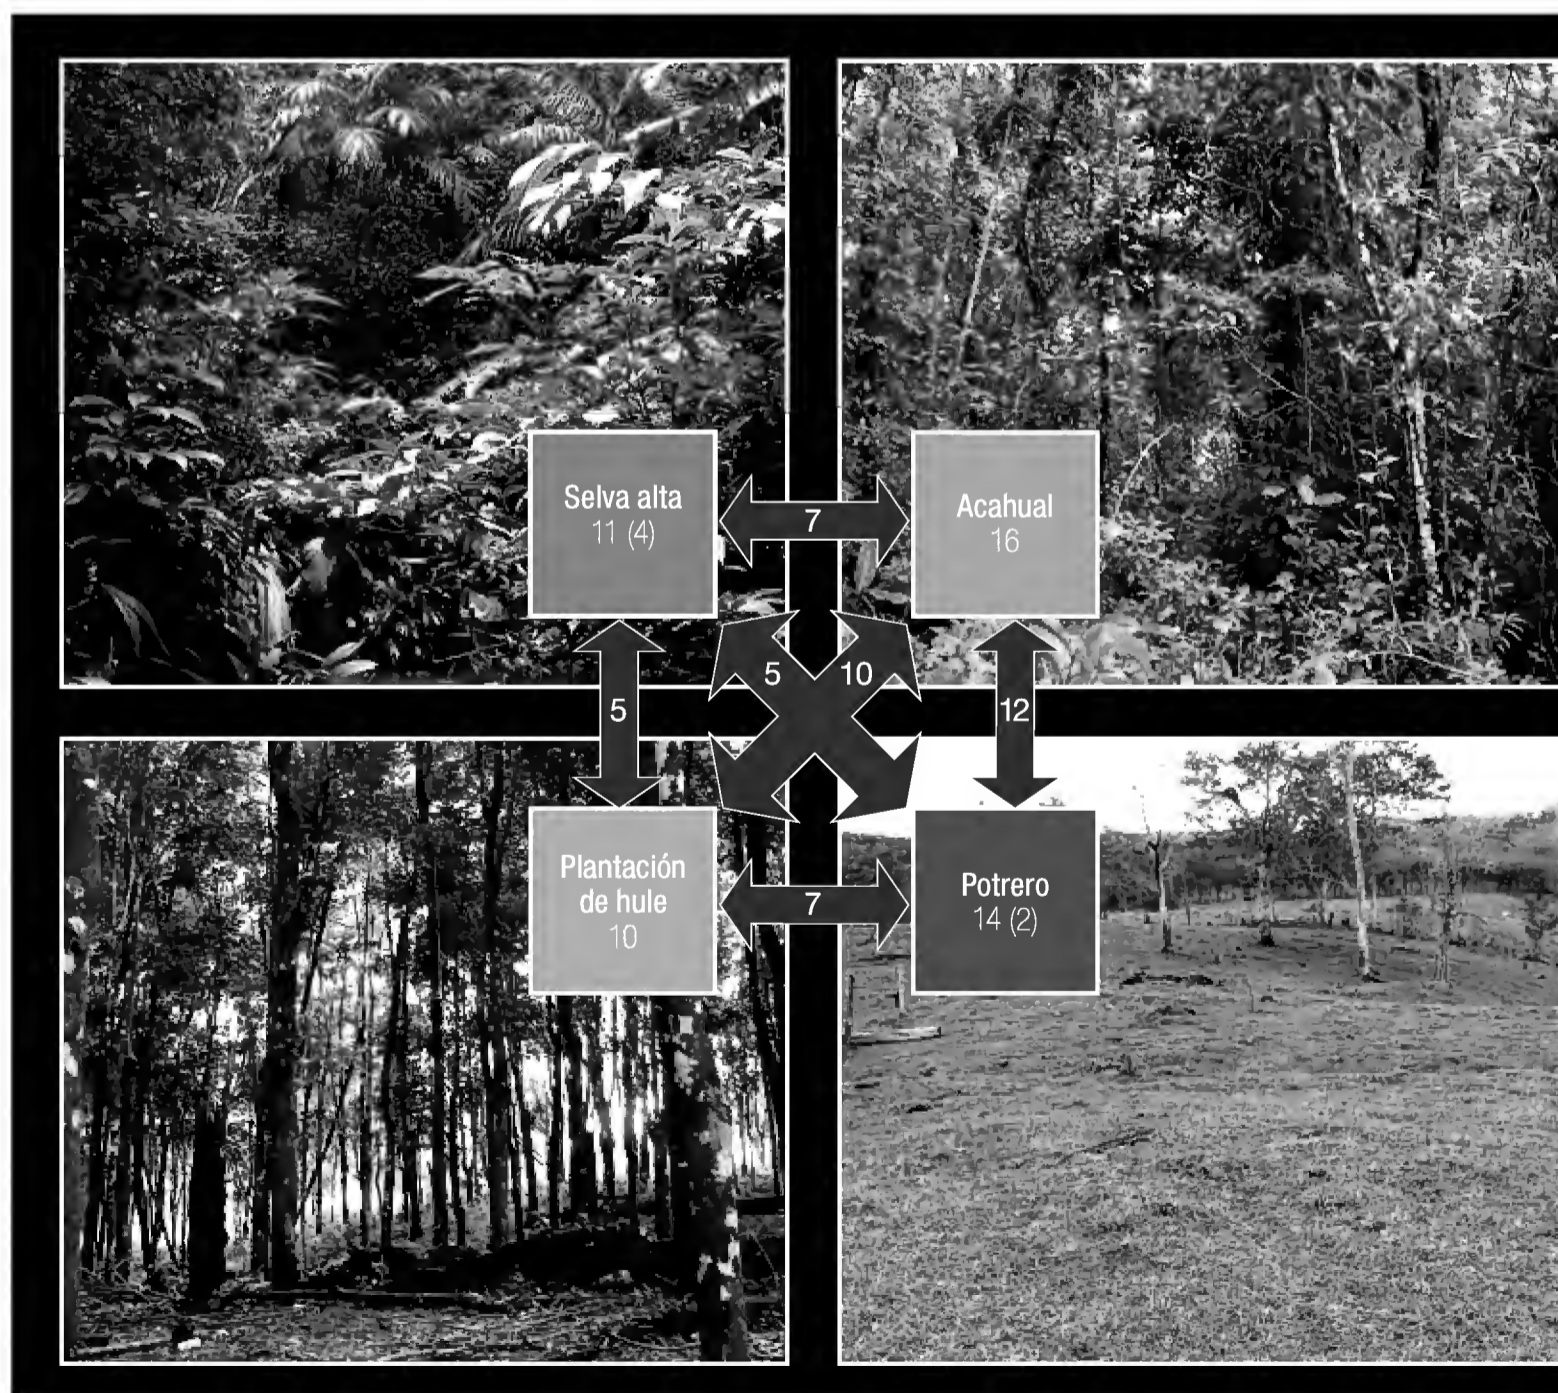 Selva alta
11 (4)
7
Acahual
16
5
5
10
12
Plantación
de hule
10
7
Potrero
14 (2)